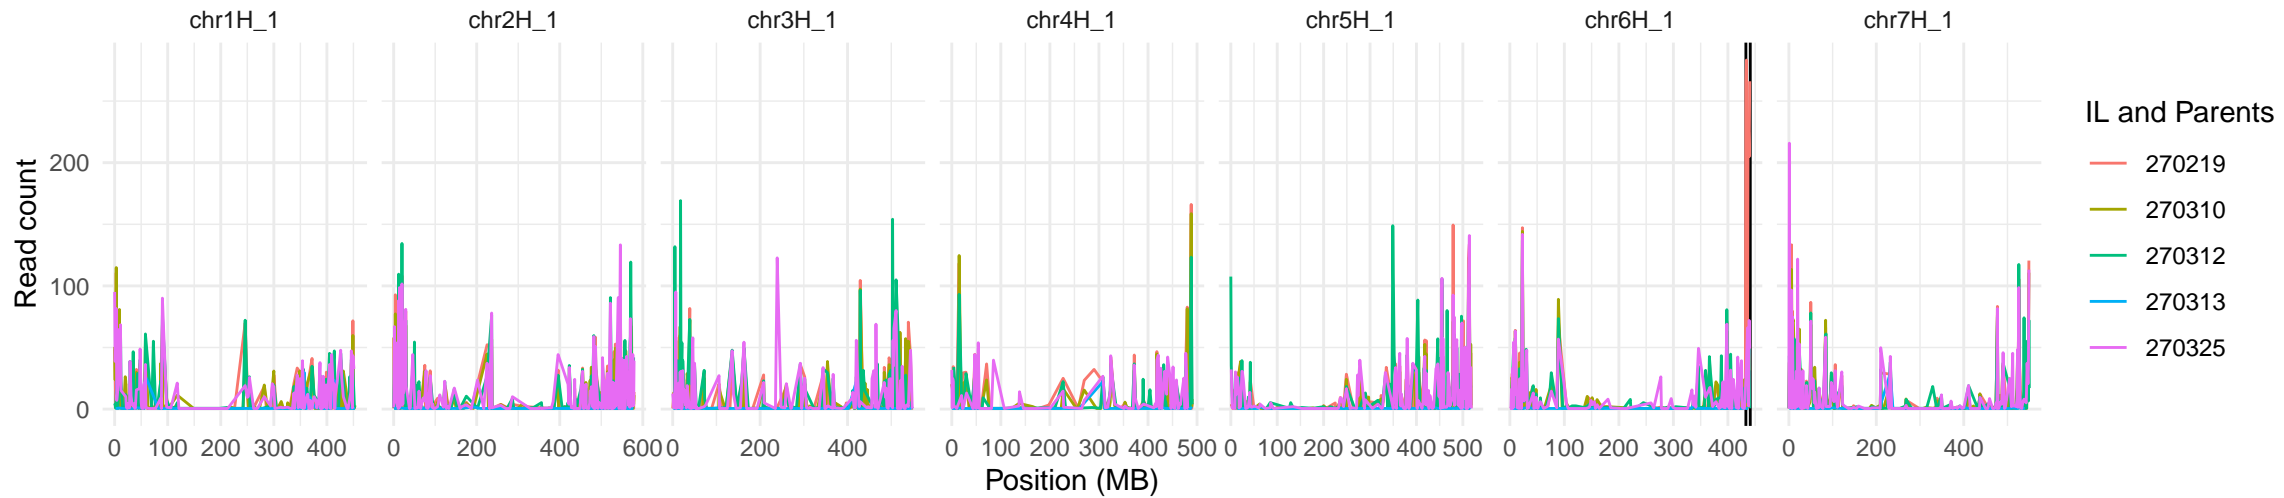 chr1H_1 chr2H_1 chr3H_1 chr4H_1 chr5H_1 chr6H_1 chr7H_1
Read count
200
100
0
0 100 200 300 400 0 200 400 600 0 200 400 0 100 200 300 400 500 0 100 200 300 400 500 0 100 200 300 400 0 200 400
Position (MB)
IL and Parents
270219
270310
270312
270313
270325